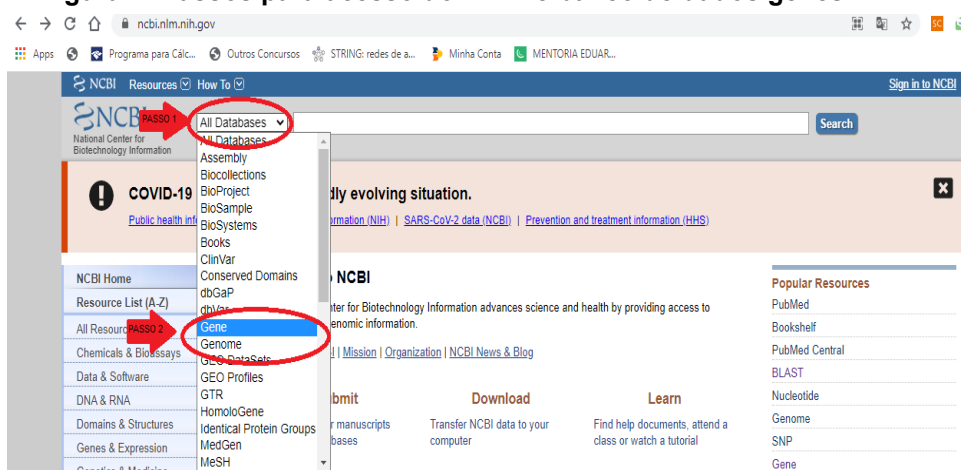 ncbi.nlm.nih.gov
Apps
Programa para Cálc...
Outros Concursos
STRING: redes de a...
Minha Conta
MENTORIA EDUAR...
NCBI Resources How To
Sign in to NCBI
PASSO 1
All Databases
Search
National Center for
Biotechnology Information
All Databases
Assembly
Biocollections
BioProject
BioSample
BioSystems
Books
ClinVar
Conserved Domains
dbGaP
dbVar
Gene
Genome
GEO DataSets
GEO Profiles
GTR
HomoloGene
Identical Protein Groups
MedGen
MeSH
PASSO 2
COVID-19
dly evolving situation.
Public health inf
ormation (NIH) | SARS-CoV-2 data (NCBI) | Prevention and treatment information (HHS)
NCBI Home
Resource List (A-Z)
All Resourc
Chemicals & Bioassays
Data & Software
DNA & RNA
Domains & Structures
Genes & Expression
NCBI
ter for Biotechnology Information advances science and health by providing access to
enomic information.
| Mission | Organization | NCBI News & Blog
bmit
r manuscripts
bases
Download
Transfer NCBI data to your
computer
Learn
Find help documents, attend a
class or watch a tutorial
Popular Resources
PubMed
Bookshelf
PubMed Central
BLAST
Nucleotide
Genome
SNP
Gene